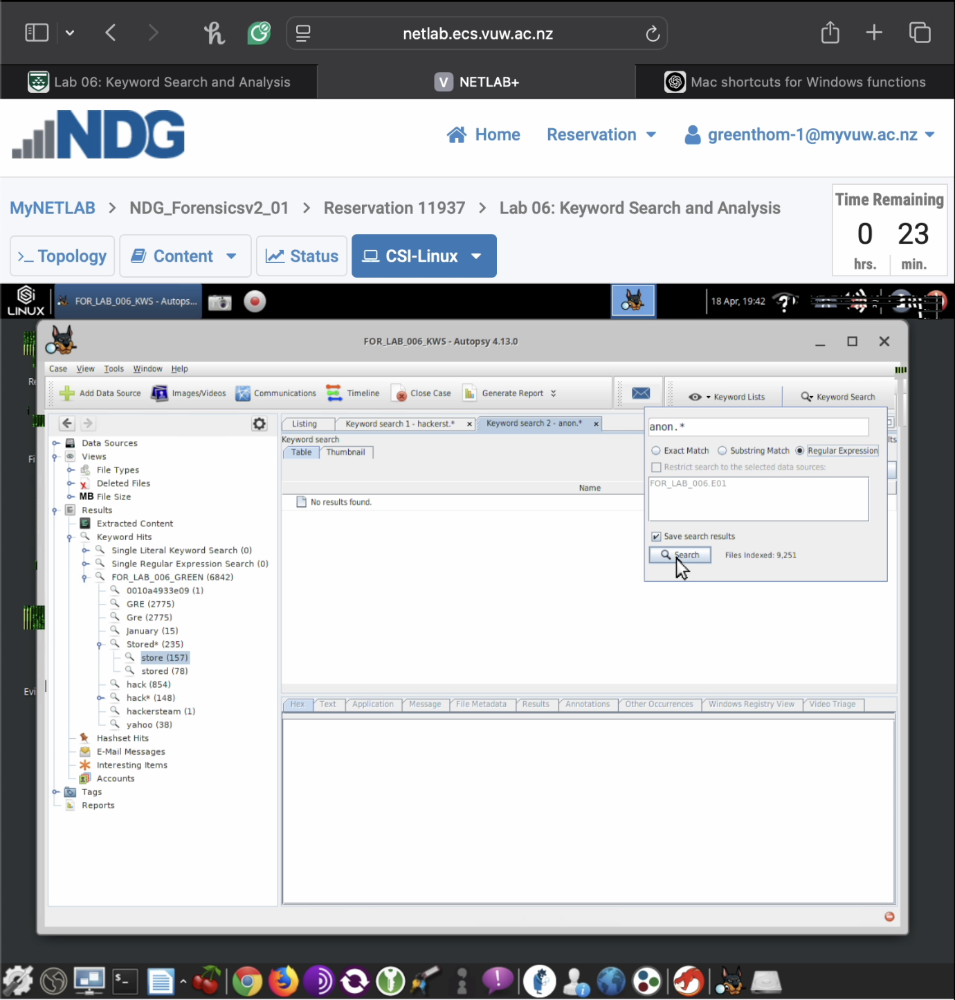 netlab.ecs.vuw.ac.nz
Lab 06: Keyword Search and Analysis
V NETLAB+
Mac shortcuts for Windows functions
NDG
Home
Reservation
greenthom-1@myvuw.ac.nz
MyNETLAB > NDG_Forensicsv2_01 > Reservation 11937 > Lab 06: Keyword Search and Analysis
Time Remaining
0 23
hrs. min.
>_ Topology
Content
Status
CSI-Linux
LINUX
FOR_LAB_006_KWS - Autops...
18 Apr, 19:42
FOR_LAB_006_KWS - Autopsy 4.13.0
Case View Tools Window Help
Add Data Source
Images/Videos
Communications
Timeline
Close Case
Generate Report
Keyword Lists
Keyword Search
Data Sources
Views
File Types
Deleted Files
MB File Size
Results
Extracted Content
Keyword Hits
Single Literal Keyword Search (0)
Single Regular Expression Search (0)
FOR_LAB_006_GREEN (6842)
0010a4933e09 (1)
GRE (2775)
Gre (2775)
January (15)
Stored* (235)
store (157)
stored (78)
hack (854)
hack* (148)
hackersteam (1)
yahoo (38)
Hashset Hits
E-Mail Messages
Interesting Items
Accounts
Tags
Reports
Listing
Keyword search 1 - hackerst.* x
Keyword search 2 - anon.* x
Keyword search
Table Thumbnail
Name
No results found.
anon.*
Exact Match Substring Match Regular Expression
Restrict search to the selected data sources:
FOR_LAB_006.E01
Save search results
Search
Files Indexed: 9,251
Hex Text Application Message File Metadata Results Annotations Other Occurrences Windows Registry View Video Triage
Evi